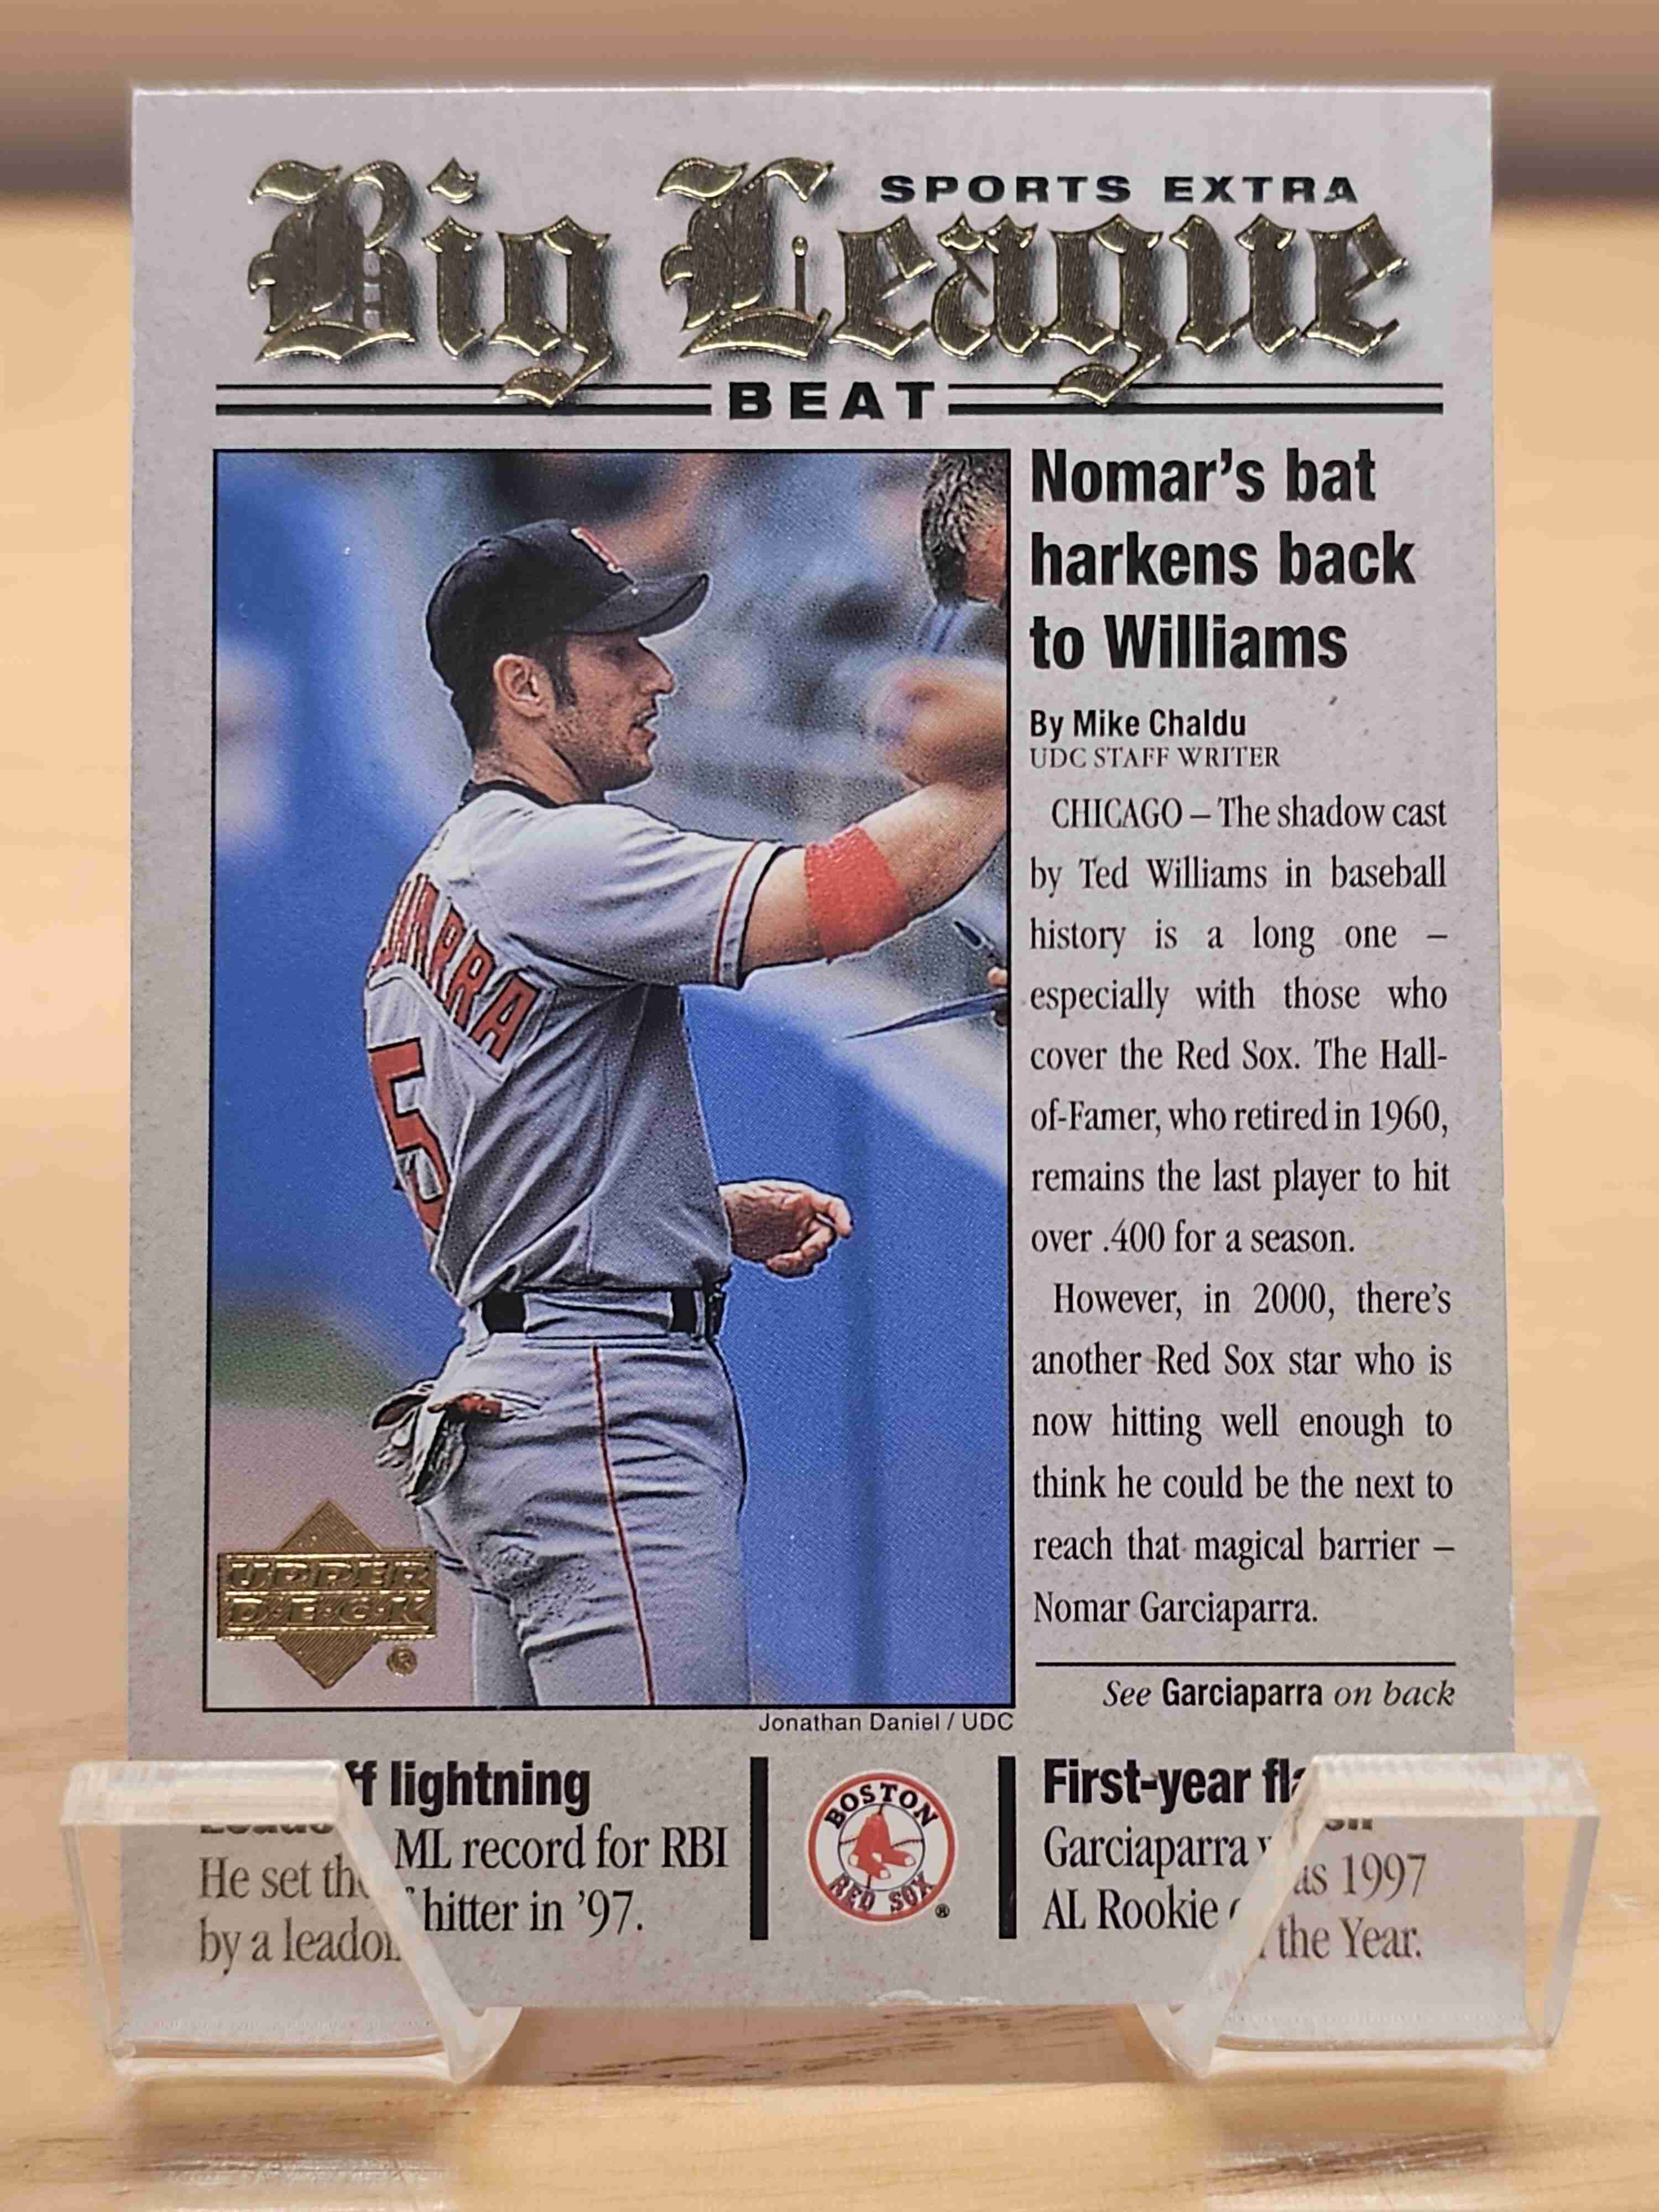 SPORTS EXTRA
Big League
BEAT
Nomar's bat
harkens back
to Williams
By Mike Chaldu
UDC STAFF WRITER
CHICAGO – The shadow cast
by Ted Williams in baseball
history is a long one –
especially with those who
cover the Red Sox. The Hall-
of-Famer, who retired in 1960,
remains the last player to hit
over .400 for a season.
However, in 2000, there's
another Red Sox star who is
now hitting well enough to
think he could be the next to
reach that magical barrier –
Nomar Garciaparra.
See Garciaparra on back
ARRA
5
UPPER
DECK
®
Jonathan Daniel / UDC
lightning
He set the ML record for RBI
by a leadoff hitter in '97.
BOSTON
RED SOX
®
First-year
Garciaparra was 1997
AL Rookie of the Year.